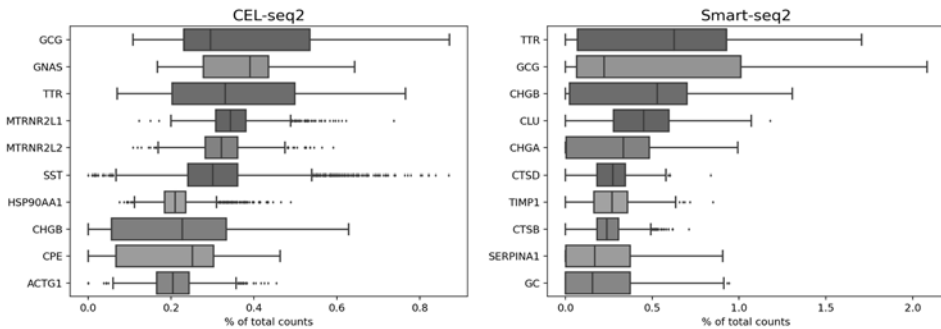 CEL-seq2
GCG
GNAS
TTR
MTRNR2L1
MTRNR2L2
SST
HSP90AA1
CHGB
CPE
ACTG1
0.0 0.2 0.4 0.6 0.8
% of total counts
Smart-seq2
TTR
GCG
CHGB
CLU
CHGA
CTSD
TIMP1
CTSB
SERPINA1
GC
0.0 0.5 1.0 1.5 2.0
% of total counts